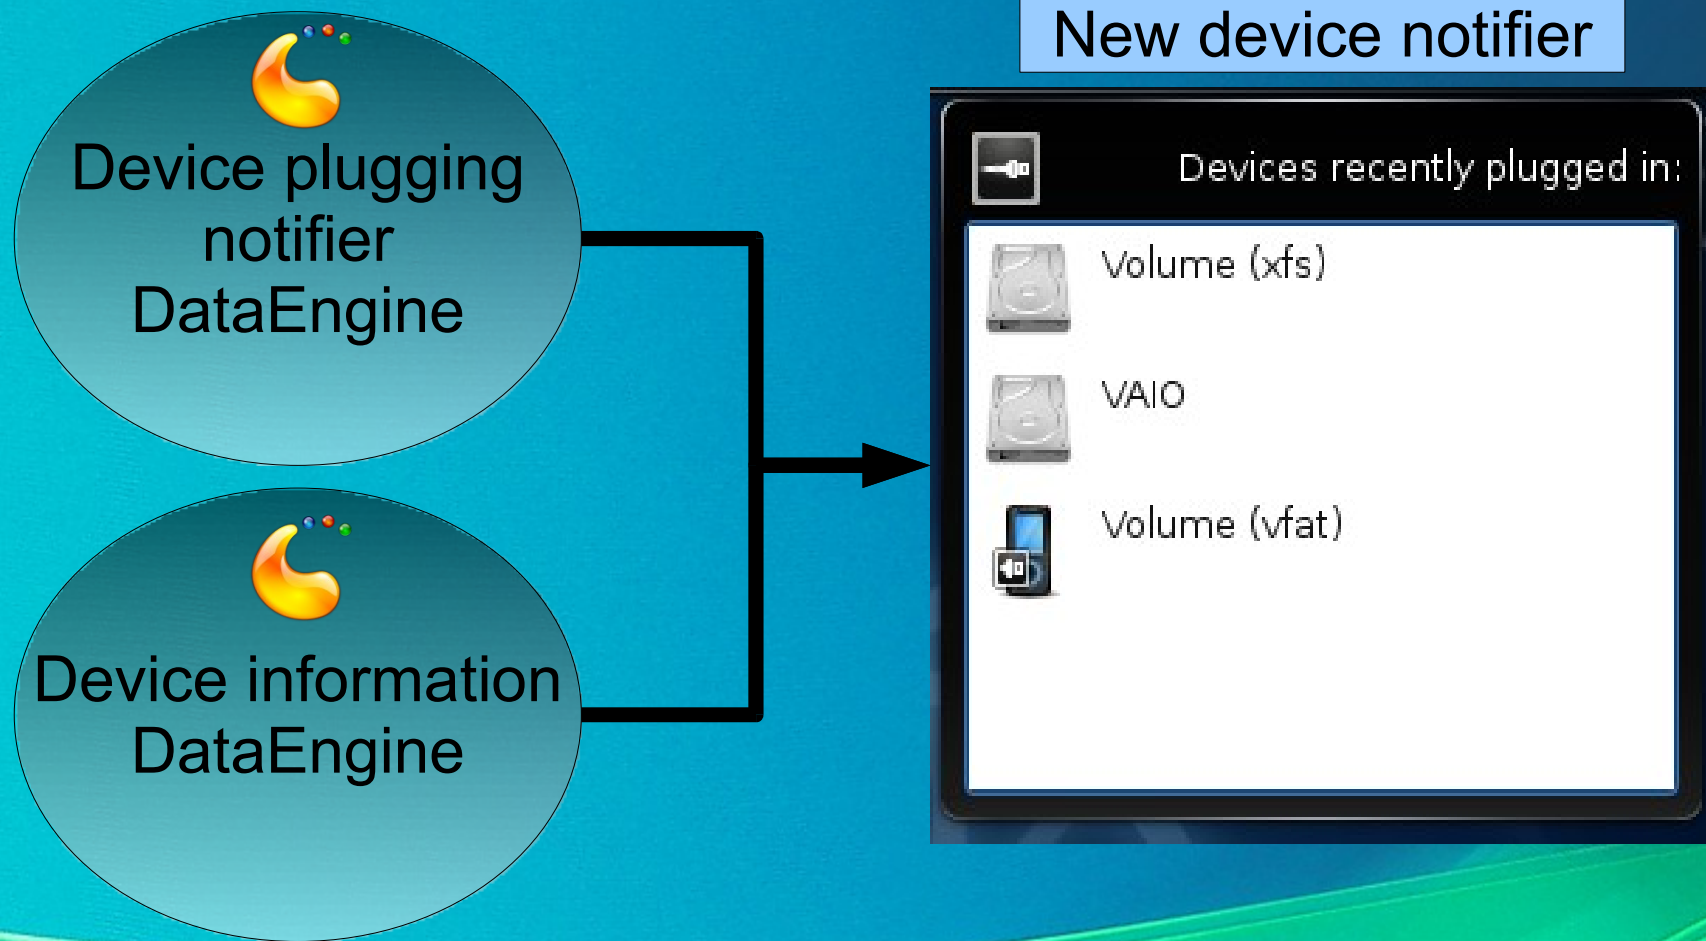 New device notifier
Device plugging
notifier
DataEngine
Device information
DataEngine
Devices recently plugged in:
Volume (xfs)
VAIO
Volume (vfat)